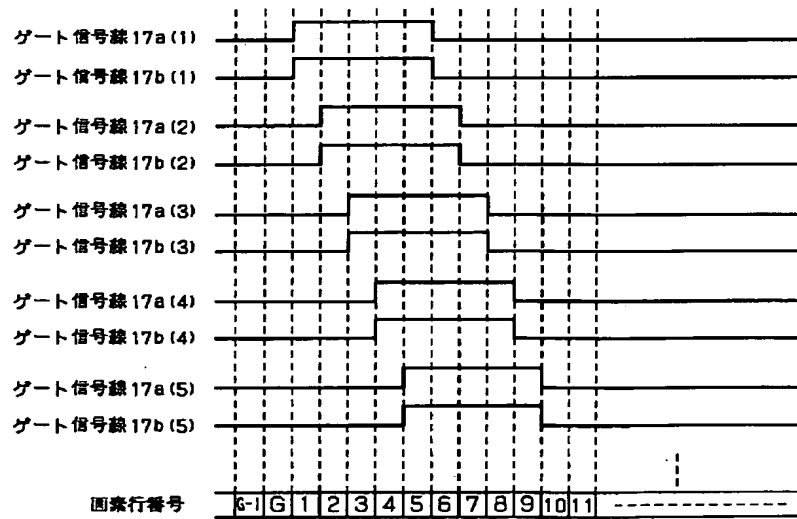 ゲート信号線17a(1)
ゲート信号線17b(1)
ゲート信号線17a(2)
ゲート信号線17b(2)
ゲート信号線17a(3)
ゲート信号線17b(3)
ゲート信号線17a(4)
ゲート信号線17b(4)
ゲート信号線17a(5)
ゲート信号線17b(5)
画素行番号 G-1 G 1 2 3 4 5 6 7 8 9 10 11